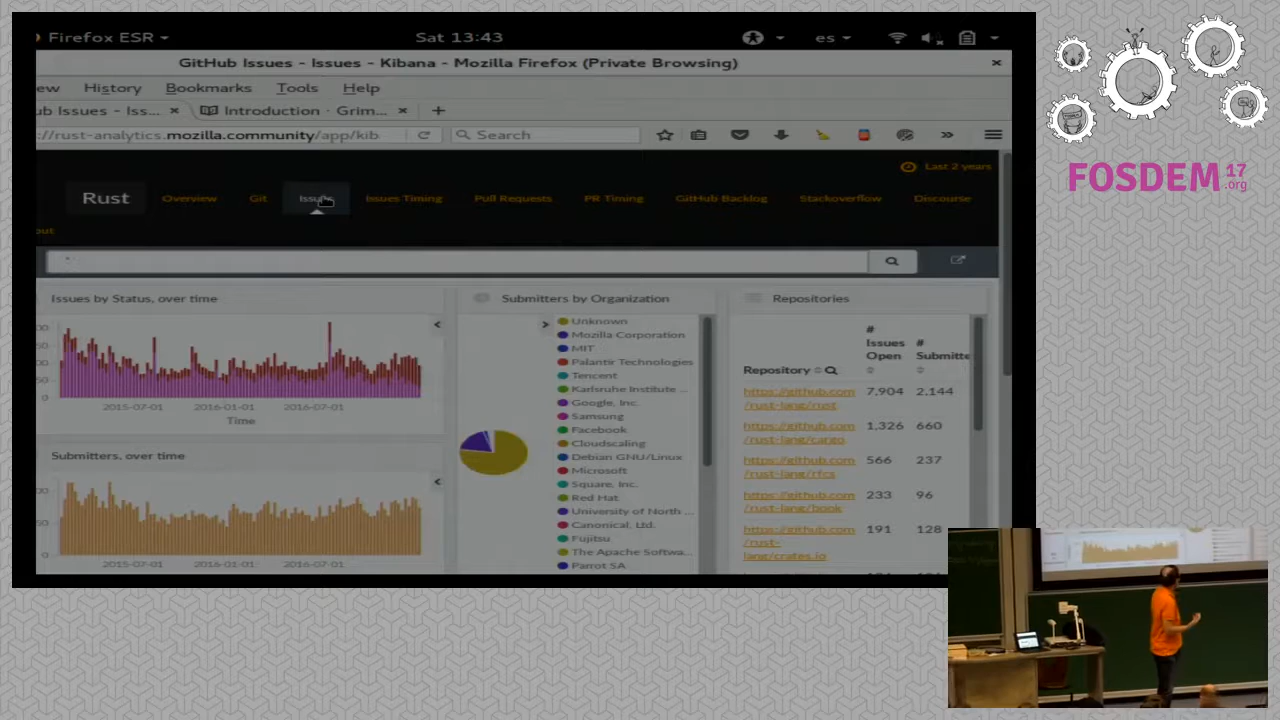 Firefox ESR
Sat 13:43
es
GitHub Issues - Issues - Kibana - Mozilla Firefox (Private Browsing)
ew History Bookmarks Tools Help
ub Issues - Iss... × Introduction · Grim... × +
://rust-analytics.mozilla.community/app/kib
Search
Last 2 years
Rust Overview Git Issues Issues Timing Pull Requests PR Timing GitHub Backlog Stackoverflow Discourse
out
Issues by Status, over time
2015-07-01 2016-01-01 2016-07-01
Time
Submitters, over time
2015-07-01 2016-01-01 2016-07-01
Submitters by Organization
Unknown
Mozilla Corporation
MIT
Palantir Technologies
Tencent
Karlsruhe Institute ...
Google, Inc.
Samsung
Facebook
Cloudscaling
Debian GNU/Linux
Microsoft
Square, Inc.
Red Hat
University of North ...
Canonical, Ltd.
Fujitsu
The Apache Softwa...
Parrot SA
Repositories
Repository
# Issues Open
# Submitte
https://github.com/rust-lang/rust 7,904 2,144
https://github.com/rust-lang/cargo 1,326 660
https://github.com/rust-lang/rfcs 566 237
https://github.com/rust-lang/book 233 96
https://github.com/rust-lang/crates.io 191 128
FOSDEM 17 .org